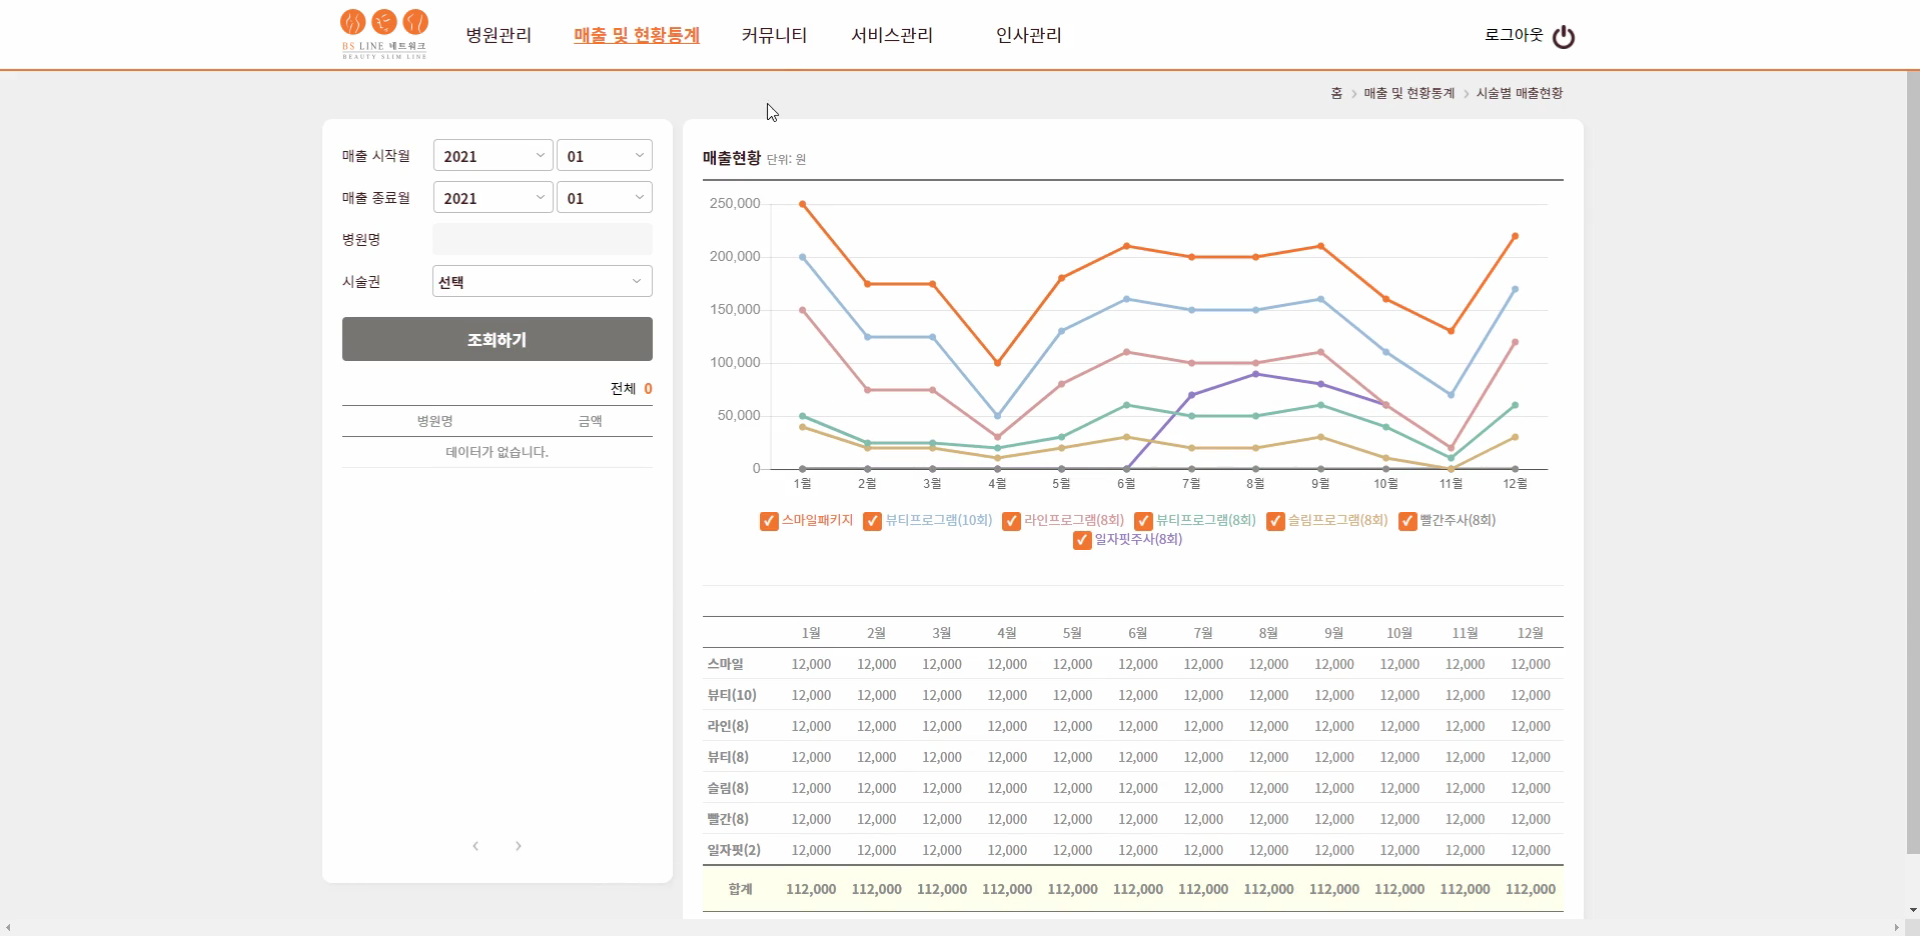 BS LINE 네트워크
BEAUTY SLIM LINE
병원관리 매출 및 현황통계 커뮤니티 서비스관리 인사관리 로그아웃
홈 > 매출 및 현황통계 > 시술별 매출현황
매출 시작월 2021 01
매출 종료월 2021 01
병원명
시술권 선택
조회하기
전체 0
병원명 금액
데이터가 없습니다.
매출현황 단위: 원
250,000
200,000
150,000
100,000
50,000
0
1월 2월 3월 4월 5월 6월 7월 8월 9월 10월 11월 12월
스마일패키지 뷰티프로그램(10회) 라인프로그램(8회) 뷰티프로그램(8회) 슬림프로그램(8회) 빨간주사(8회)
일자핏주사(8회)
1월 2월 3월 4월 5월 6월 7월 8월 9월 10월 11월 12월
스마일 12,000 12,000 12,000 12,000 12,000 12,000 12,000 12,000 12,000 12,000 12,000 12,000
뷰티(10) 12,000 12,000 12,000 12,000 12,000 12,000 12,000 12,000 12,000 12,000 12,000 12,000
라인(8) 12,000 12,000 12,000 12,000 12,000 12,000 12,000 12,000 12,000 12,000 12,000 12,000
뷰티(8) 12,000 12,000 12,000 12,000 12,000 12,000 12,000 12,000 12,000 12,000 12,000 12,000
슬림(8) 12,000 12,000 12,000 12,000 12,000 12,000 12,000 12,000 12,000 12,000 12,000 12,000
빨간(8) 12,000 12,000 12,000 12,000 12,000 12,000 12,000 12,000 12,000 12,000 12,000 12,000
일자핏(2) 12,000 12,000 12,000 12,000 12,000 12,000 12,000 12,000 12,000 12,000 12,000 12,000
합계 112,000 112,000 112,000 112,000 112,000 112,000 112,000 112,000 112,000 112,000 112,000 112,000